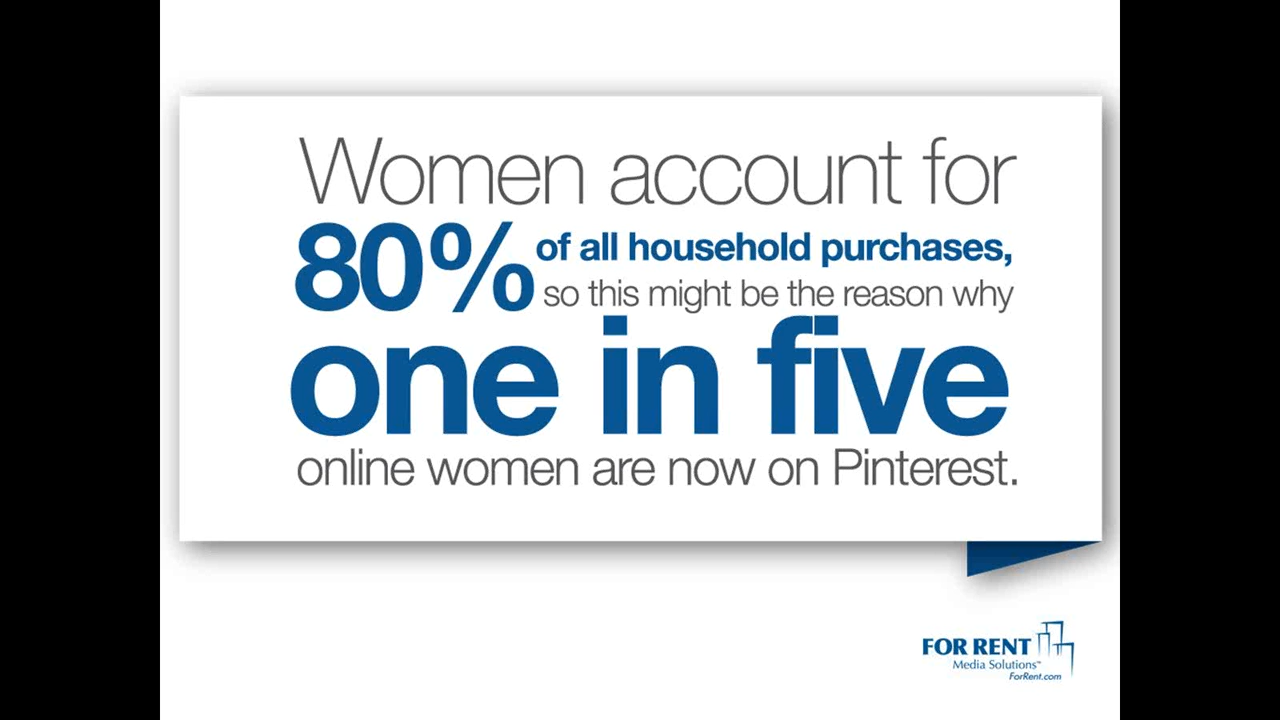 Women account for
80% of all household purchases,
so this might be the reason why
one in five
online women are now on Pinterest.
FOR RENT
Media Solutions™
ForRent.com